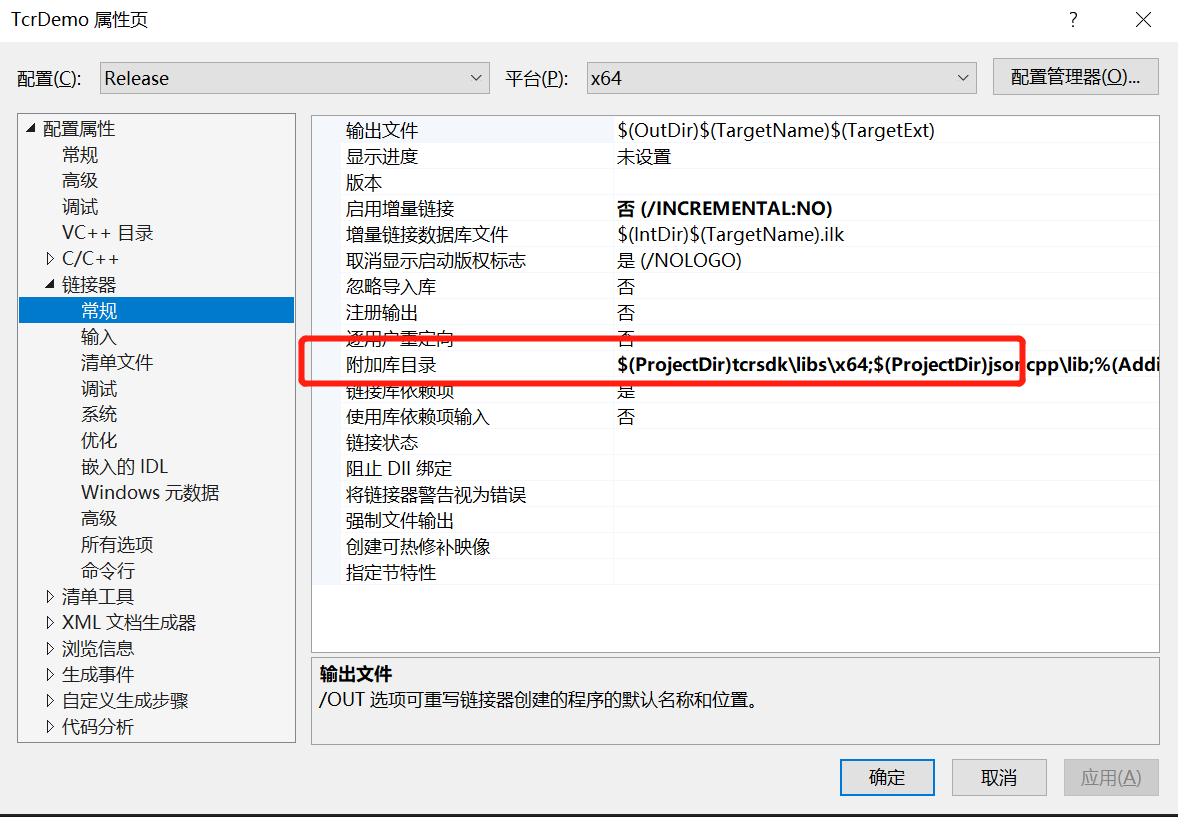 TcrDemo 属性页
配置(C): Release 平台(P): x64 配置管理器(O)...
配置属性
常规
高级
调试
VC++ 目录
C/C++
链接器
常规
输入
清单文件
调试
系统
优化
嵌入的 IDL
Windows 元数据
高级
所有选项
命令行
清单工具
XML 文档生成器
浏览信息
生成事件
自定义生成步骤
代码分析
输出文件 $(OutDir)$(TargetName)$(TargetExt)
显示进度 未设置
版本
启用增量链接 否 (/INCREMENTAL:NO)
增量链接数据库文件 $(IntDir)$(TargetName).ilk
取消显示启动版权标志 是 (/NOLOGO)
忽略导入库 否
注册输出 否
逐用户重定向 否
附加库目录 $(ProjectDir)tcrsdk\libs\x64;$(ProjectDir)jsoncpp\lib;%(Addi
链接库依赖项 是
使用库依赖项输入 否
链接状态
阻止 Dll 绑定
将链接器警告视为错误
强制文件输出
创建可热修补映像
指定节特性
输出文件
/OUT 选项可重写链接器创建的程序的默认名称和位置。
确定 取消 应用(A)